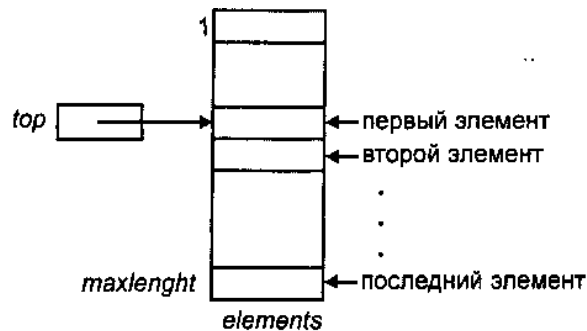 1
top
первый элемент
второй элемент
maxlenght
последний элемент
elements